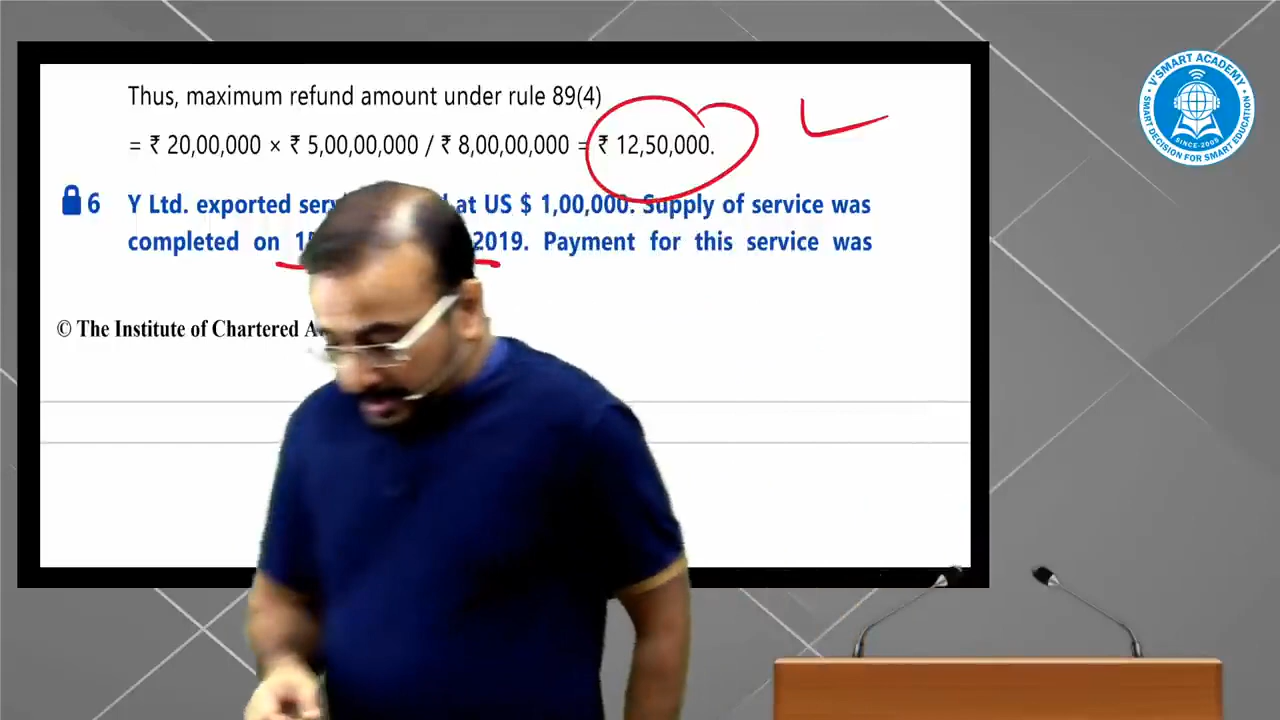 Thus, maximum refund amount under rule 89(4)
= ₹ 20,00,000 × ₹ 5,00,00,000 / ₹ 8,00,00,000 = ₹ 12,50,000.
6 Y Ltd. exported at US $ 1,00,000. Supply of service was
completed on 2019. Payment for this service was
© The Institute of Chartered
V'SMART ACADEMY
SINCE-2005
SMART DECISION FOR SMART EDUCATION